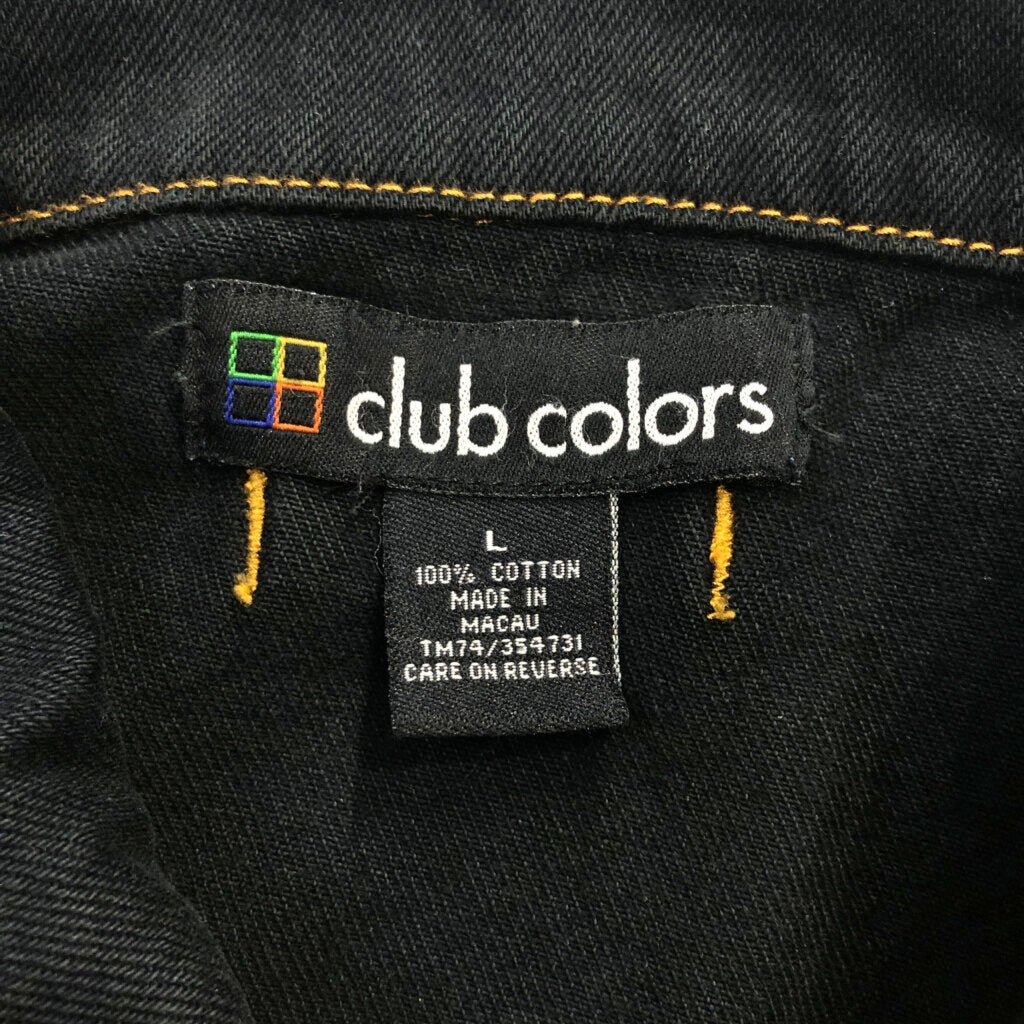 club colors
L
100% COTTON
MADE IN
MACAU
TM74/354731
CARE ON REVERSE